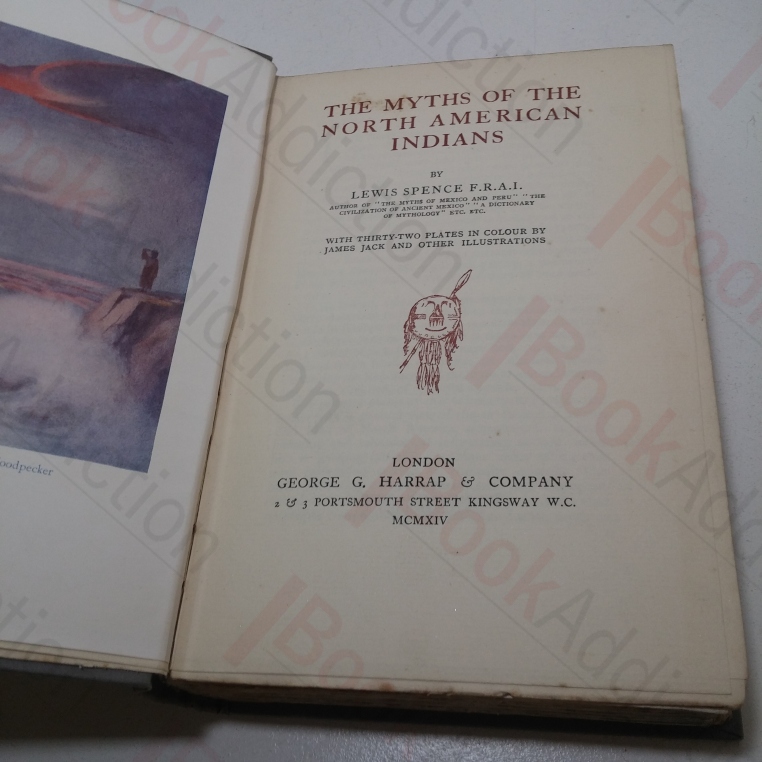 THE MYTHS OF THE
NORTH AMERICAN
INDIANS
BY
LEWIS SPENCE F.R.A.I.
AUTHOR OF "THE MYTHS OF MEXICO AND PERU" "THE
CIVILIZATION OF ANCIENT MEXICO" "A DICTIONARY
OF MYTHOLOGY" ETC. ETC.
WITH THIRTY-TWO PLATES IN COLOUR BY
JAMES JACK AND OTHER ILLUSTRATIONS
LONDON
GEORGE G. HARRAP & COMPANY
2 & 3 PORTSMOUTH STREET KINGSWAY W.C.
MCMXIV
oodpecker
BookAddiction